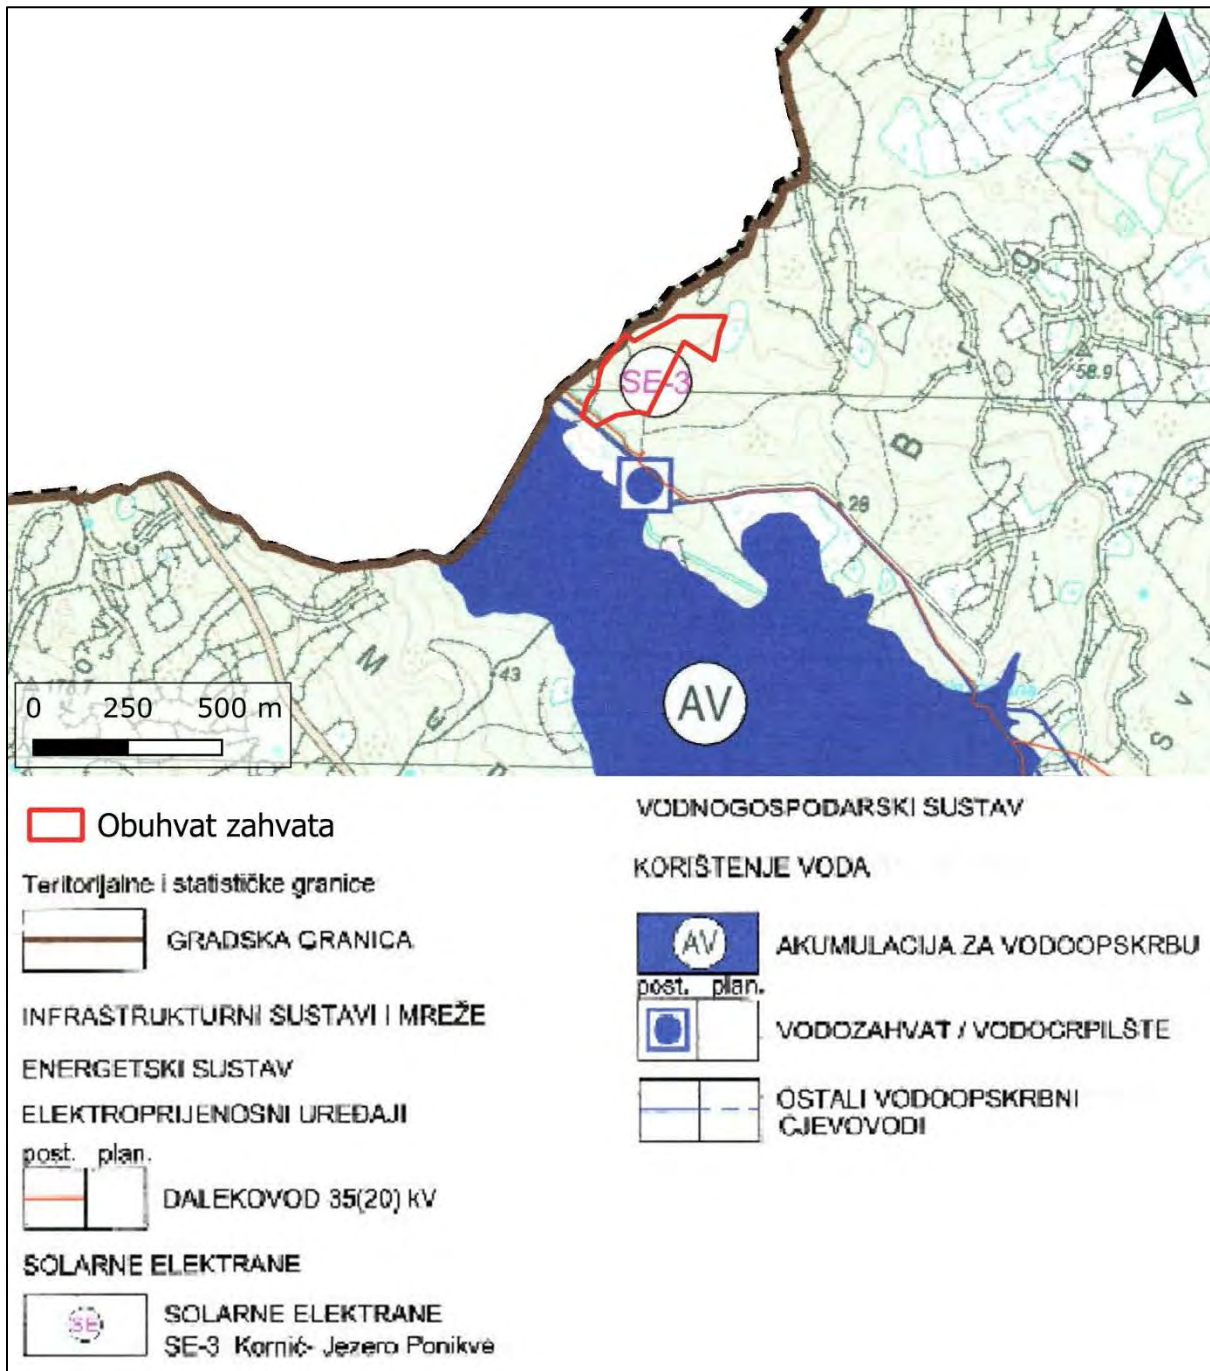 71
SE-3
58.9
B r g u d
28
M u
43
S v
AV
0 250 500 m
Obuhvat zahvata
Teritorijalne i statističke granice
GRADSKA GRANICA
INFRASTRUKTURNI SUSTAVI I MREŽE
ENERGETSKI SUSTAV
ELEKTROPRIJENOSNI UREĐAJI
post. plan.
DALEKOVOD 35(20) kV
SOLARNE ELEKTRANE
SE
SOLARNE ELEKTRANE
SE-3 Kornić- Jezero Ponikve
VODNOGOSPODARSKI SUSTAV
KORIŠTENJE VODA
AV
AKUMULACIJA ZA VODOOPSKRBU
post. plan.
VODOZAHVAT / VODOCRPILIŠTE
OSTALI VODOOPSKRBNI
CJEVOVODI